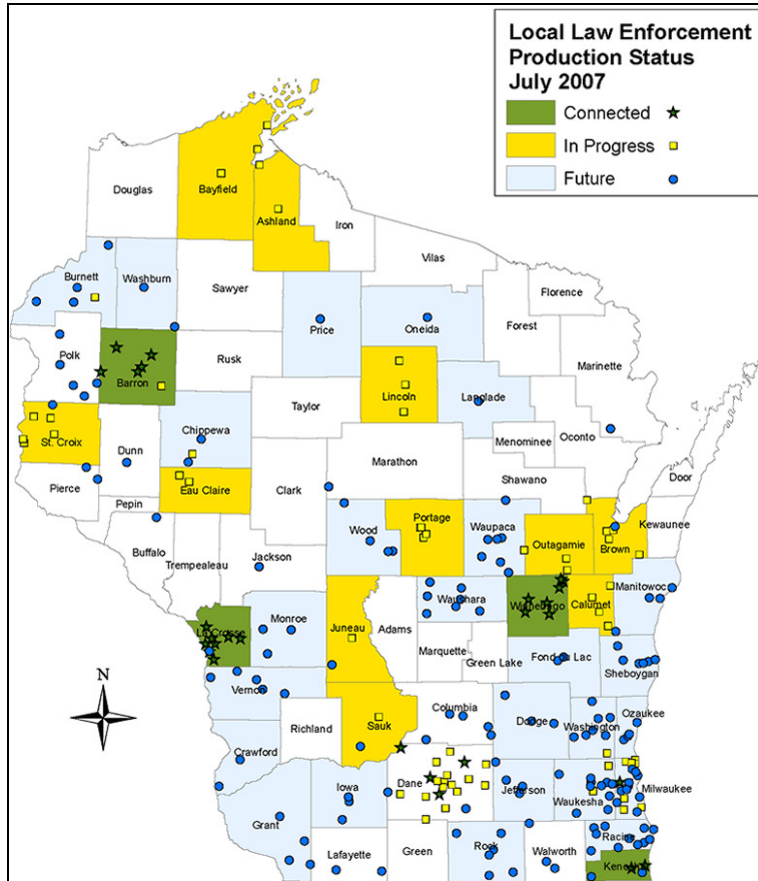 Local Law Enforcement
Production Status
July 2007
Connected
In Progress
Future
Bayfield
Douglas
Ashland
Iron
Vilas
Burnett
Washburn
Sawyer
Florence
Price
Oneida
Forest
Polk
Rusk
Marinette
Barron
Lincoln
Langlade
Taylor
Oconto
Chippewa
Menominee
St. Croix
Dunn
Marathon
Door
Shawano
Pierce
Eau Claire
Clark
Pepin
Portage
Waupaca
Kewaunee
Wood
Outagamie
Brown
Buffalo
Jackson
Trempealeau
Manitowoc
Waushara
Winnebago
Calumet
Monroe
Juneau
Adams
La Crosse
Marquette
Green Lake
Fond du Lac
Sheboygan
N
Vernon
Columbia
Ozaukee
Sauk
Dodge
Washington
Richland
Crawford
Dane
Iowa
Jefferson
Milwaukee
Waukesha
Grant
Racine
Rock
Lafayette
Green
Walworth
Kenosha